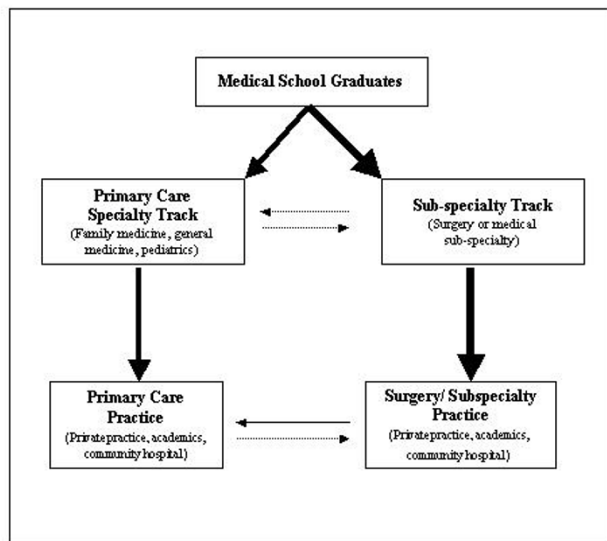 Medical School Graduates
Primary Care
Specialty Track
(Family medicine, general
medicine, pediatrics)
Sub-specialty Track
(Surgery or medical
sub-specialty)
Primary Care
Practice
(Private practice, academics,
community hospital)
Surgery/ Subspecialty
Practice
(Private practice, academics,
community hospital)